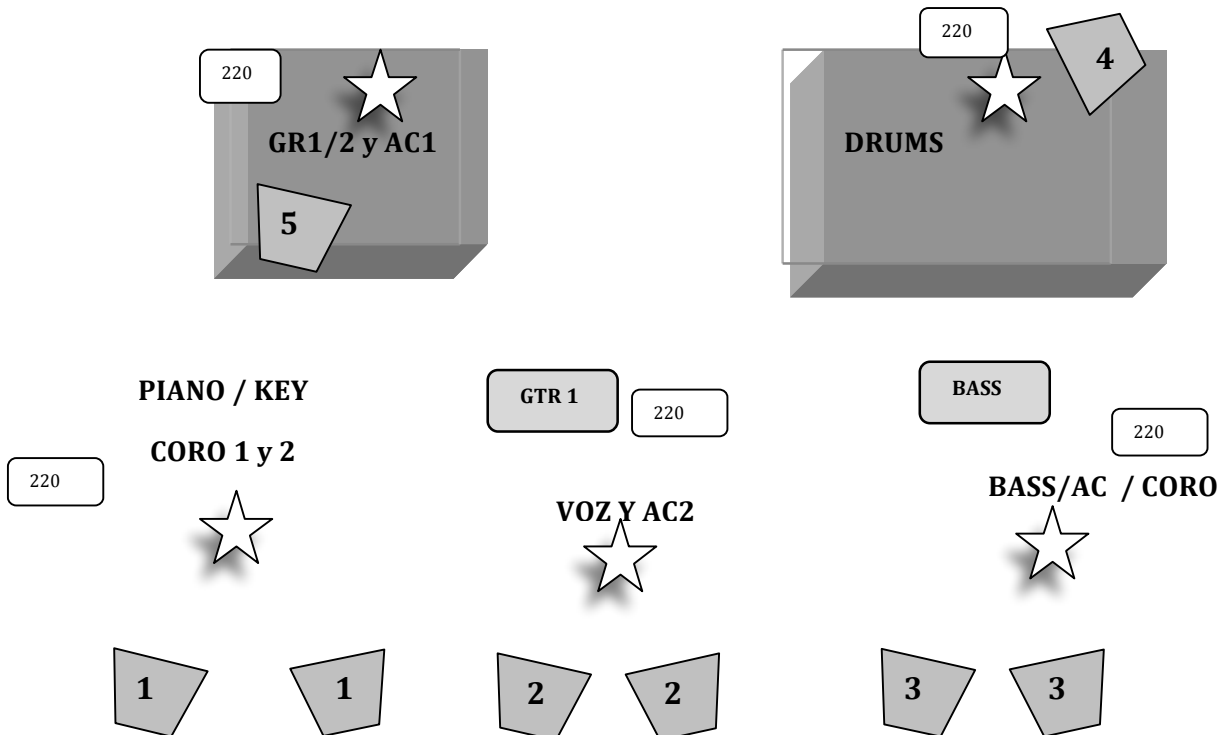 220
220
4
GR1/2 y AC1
DRUMS
5
PIANO / KEY
GTR 1
220
BASS
220
CORO 1 y 2
220
BASS/AC / CORO
VOZ Y AC2
1
1
2
2
3
3